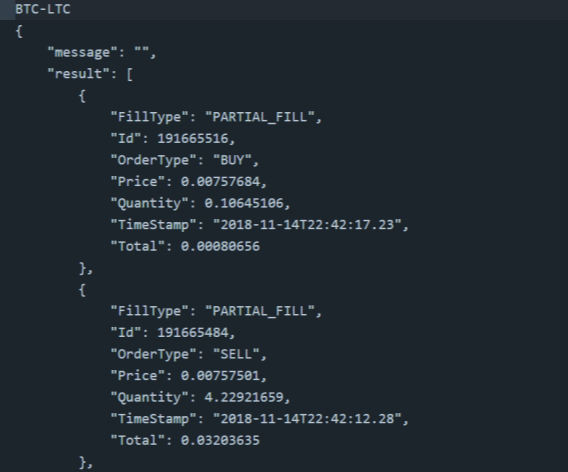 BTC-LTC
{
    "message": "",
    "result": [
        {
            "FillType": "PARTIAL_FILL",
            "Id": 191665516,
            "OrderType": "BUY",
            "Price": 0.00757684,
            "Quantity": 0.10645106,
            "TimeStamp": "2018-11-14T22:42:17.23",
            "Total": 0.00080656
        },
        {
            "FillType": "PARTIAL_FILL",
            "Id": 191665484,
            "OrderType": "SELL",
            "Price": 0.00757501,
            "Quantity": 4.22921659,
            "TimeStamp": "2018-11-14T22:42:12.28",
            "Total": 0.03203635
        },